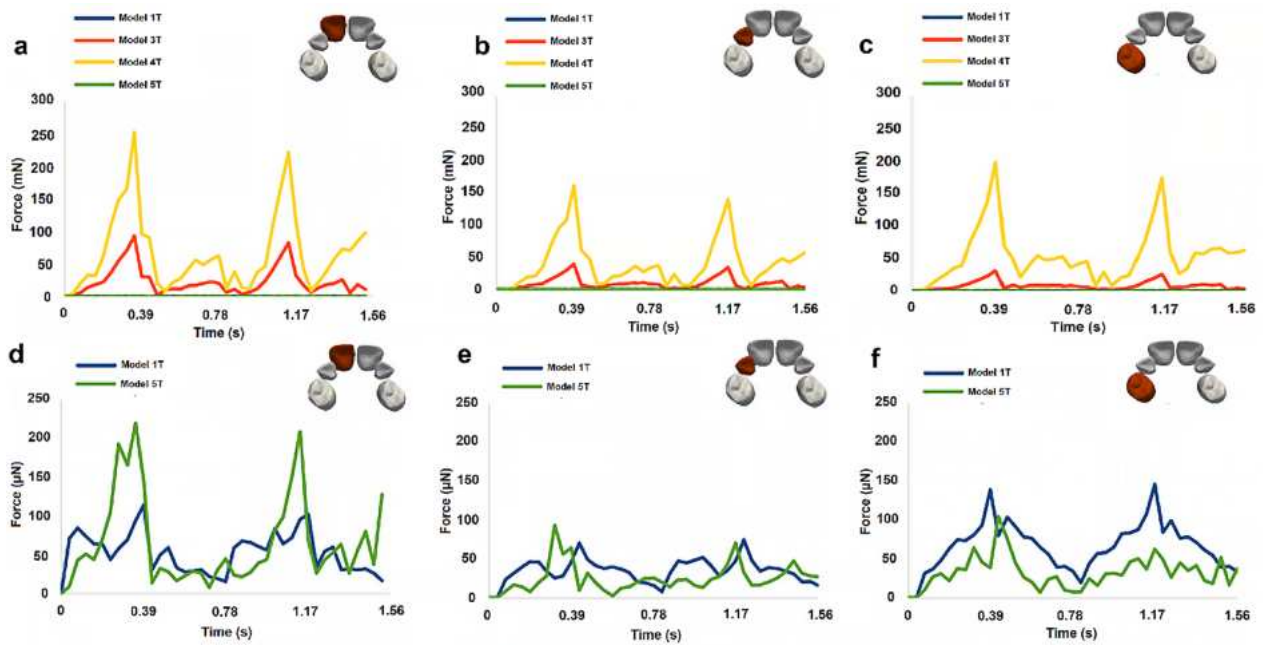 a
Model 1T
Model 3T
Model 4T
Model 5T
300
250
200
150
100
50
0
Force (mN)
0
0.39
0.78
1.17
1.56
Time (s)
b
Model 1T
Model 3T
Model 4T
Model 5T
300
250
200
150
100
50
0
Force (mN)
0
0.39
0.78
1.17
1.56
Time (s)
c
Model 1T
Model 3T
Model 4T
Model 5T
300
250
200
150
100
50
0
Force (mN)
0
0.39
0.78
1.17
1.56
Time (s)
d
Model 1T
Model 5T
250
200
150
100
50
0
Force (µN)
0
0.39
0.78
1.17
1.56
Time (s)
e
Model 1T
Model 5T
250
200
150
100
50
0
Force (µN)
0
0.39
0.78
1.17
1.56
Time (s)
f
Model 1T
Model 5T
250
200
150
100
50
0
Force (µN)
0
0.39
0.78
1.17
1.56
Time (s)